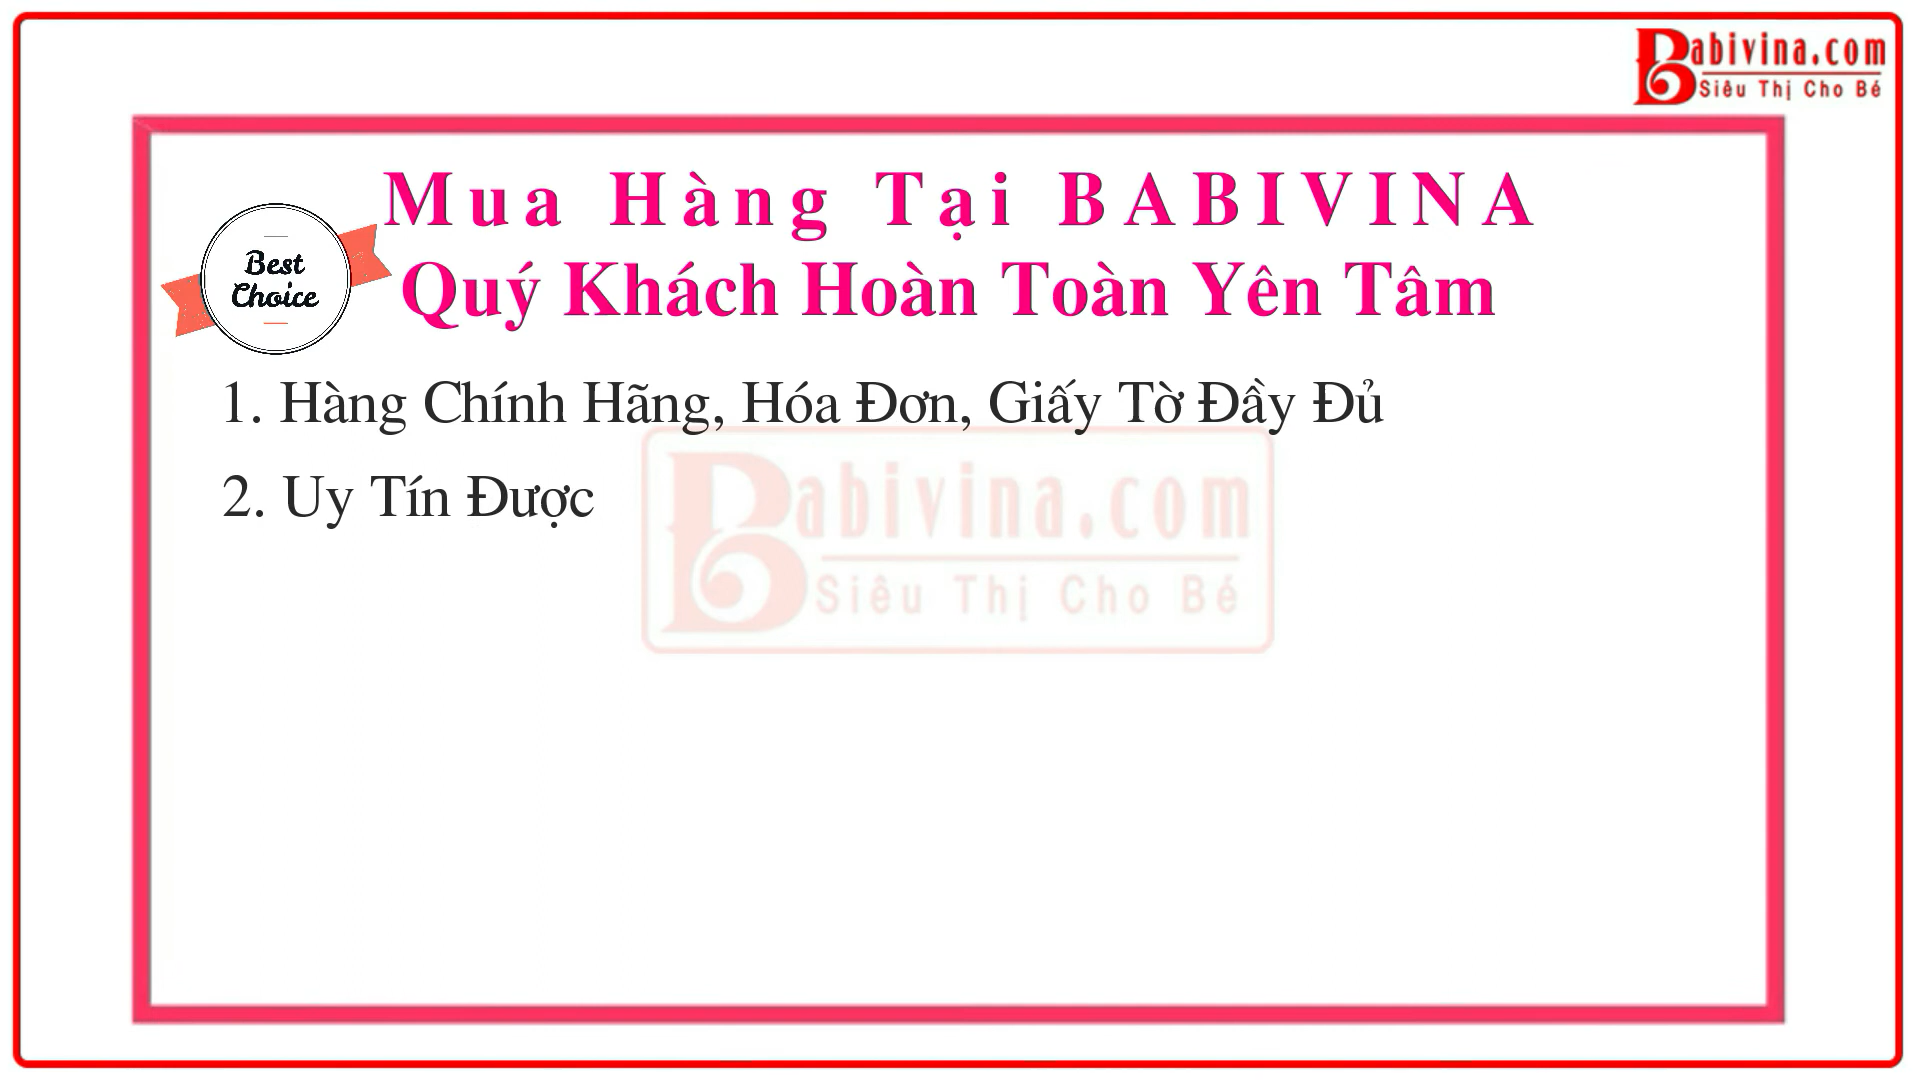 Babivina.com
Siêu Thị Cho Bé
Mua Hàng Tại BABIVINA
Quý Khách Hoàn Toàn Yên Tâm
Best
Choice
1. Hàng Chính Hãng, Hóa Đơn, Giấy Tờ Đầy Đủ
2. Uy Tín Được
Babivina.com
Siêu Thị Cho Bé